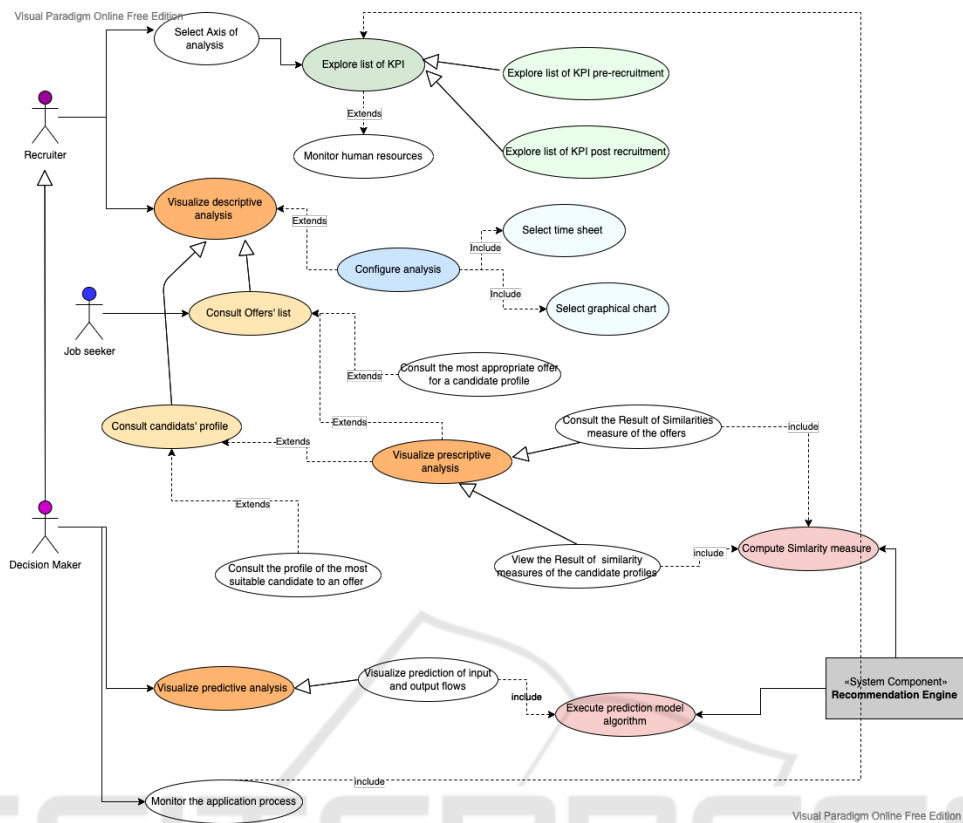 Visual Paradigm Online Free Edition
Select Axis of
analysis
Explore list of KPI
Explore list of KPI pre-recruitment
Extends
Recruiter
Monitor human resources
Explore list of KPI post recruitment
Visualize descriptive
analysis
Extends
Select time sheet
Include
Configure analysis
Include
Select graphical chart
Consult Offers' list
Job seeker
Extends
Consult the most appropriate offer
for a candidate profile
Consult candidats' profile
Extends
Extends
Consult the Result of Similarities
measure of the offers
include
Visualize prescriptive
analysis
Extends
Decision Maker
Consult the profile of the most
suitable candidate to an offer
View the Result of similarity
measures of the candidate profiles
include
Compute Simlarity measure
Visualize predictive analysis
Visualize prediction of input
and output flows
include
Execute prediction model
algorithm
«System Component»
Recommendation Engine
include
Monitor the application process
Visual Paradigm Online Free Edition